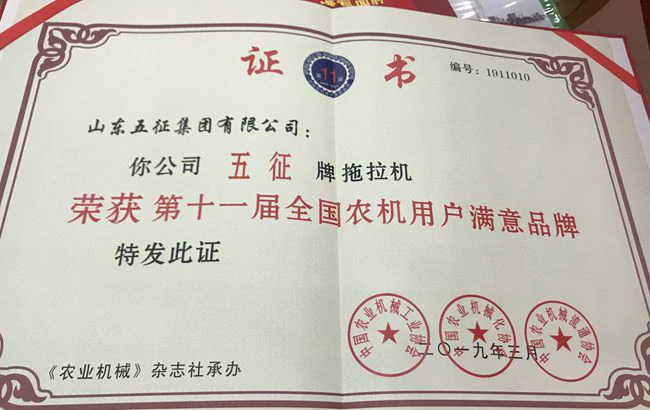 证书
第11届
编号：1911010
山东五征集团有限公司：
你公司 五征 牌拖拉机
荣获 第十一届全国农机用户满意品牌
特发此证
中国农业机械工业协会
中国农业机械化协会
中国农业机械流通协会
二〇一九年三月
《农业机械》杂志社承办